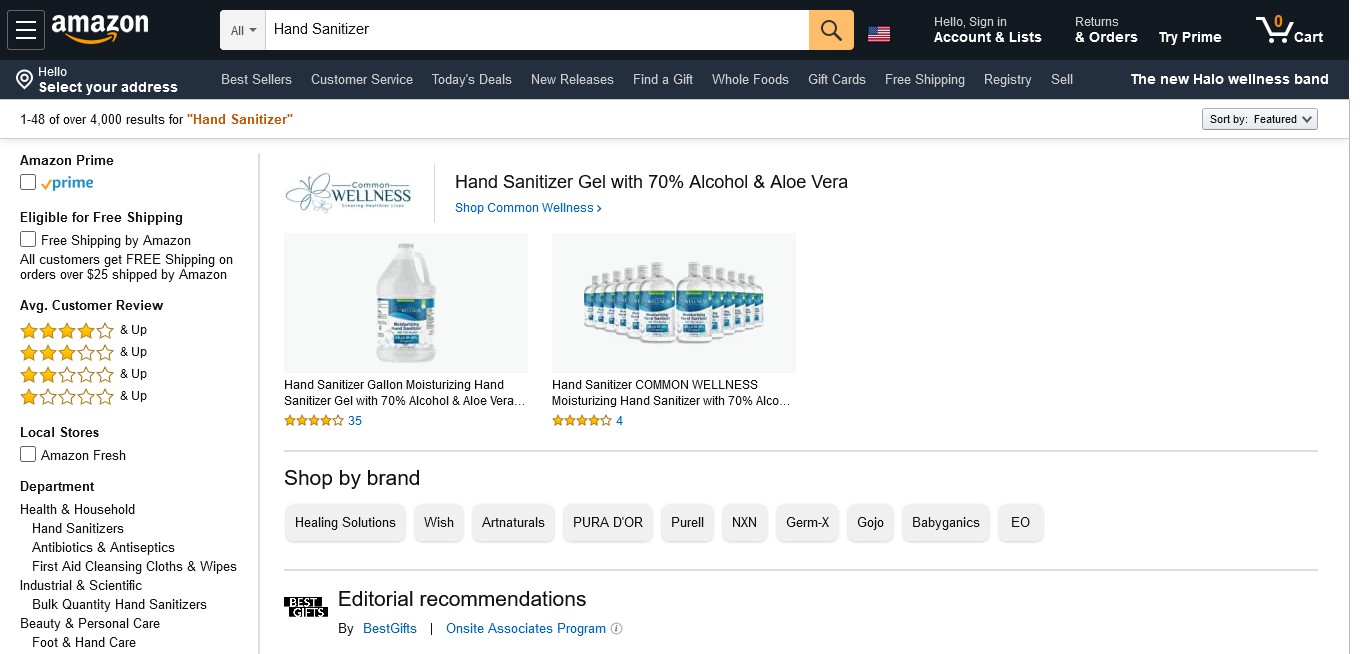 amazon
All
Hand Sanitizer
Hello, Sign in
Account & Lists
Returns
& Orders
Try Prime
0
Cart
Hello
Select your address
Best Sellers
Customer Service
Today's Deals
New Releases
Find a Gift
Whole Foods
Gift Cards
Free Shipping
Registry
Sell
The new Halo wellness band
1-48 of over 4,000 results for "Hand Sanitizer"
Sort by: Featured
Amazon Prime
prime
Eligible for Free Shipping
Free Shipping by Amazon
All customers get FREE Shipping on
orders over $25 shipped by Amazon
Avg. Customer Review
& Up
& Up
& Up
& Up
Local Stores
Amazon Fresh
Department
Health & Household
Hand Sanitizers
Antibiotics & Antiseptics
First Aid Cleansing Cloths & Wipes
Industrial & Scientific
Bulk Quantity Hand Sanitizers
Beauty & Personal Care
Foot & Hand Care
Common
WELLNESS
Creating Healthier Lives
Hand Sanitizer Gel with 70% Alcohol & Aloe Vera
Shop Common Wellness ›
WELLNESS
Moisturizing
Hand Sanitizer
Hand Sanitizer Gallon Moisturizing Hand
Sanitizer Gel with 70% Alcohol & Aloe Vera…
35
WELLNESS
Moisturizing
Hand Sanitizer
Hand Sanitizer COMMON WELLNESS
Moisturizing Hand Sanitizer with 70% Alco…
4
Shop by brand
Healing Solutions
Wish
Artnaturals
PURA D'OR
Purell
NXN
Germ-X
Gojo
Babyganics
EO
BEST
GIFTS
Editorial recommendations
By BestGifts | Onsite Associates Program